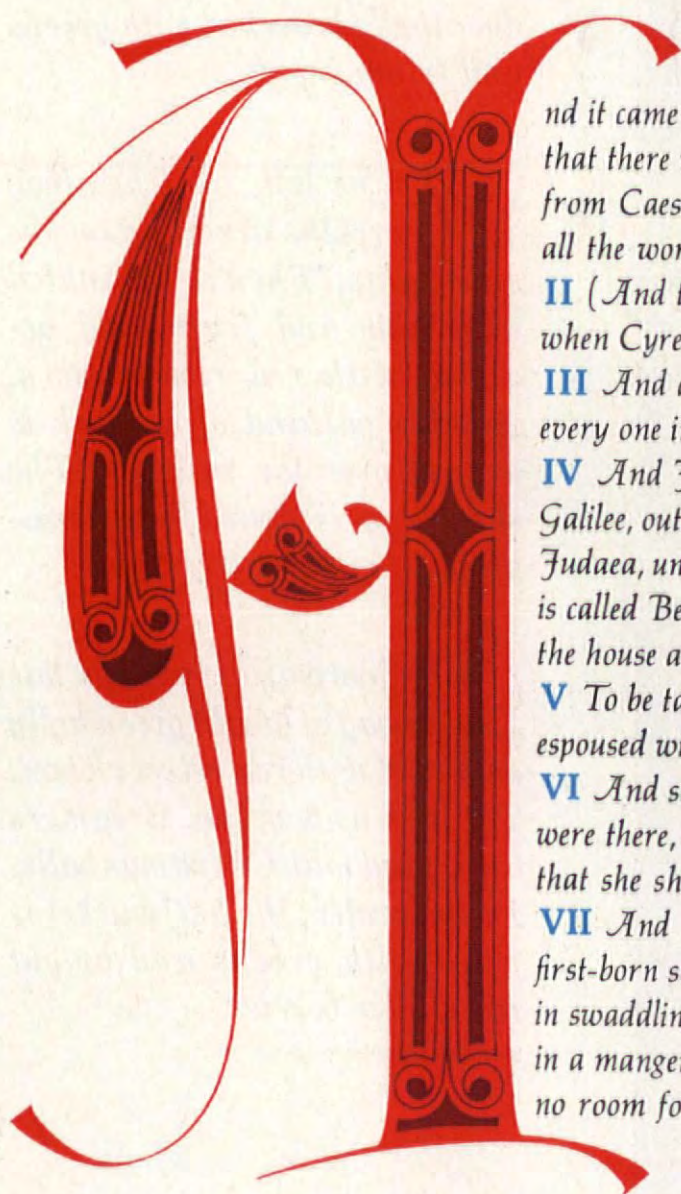 And it came
that there
from Caes
all the wor
II (And t
when Cyre
III And a
every one i
IV And J
Galilee, out
Judaea, un
is called Be
the house a
V To be ta
espoused wi
VI And s
were there,
that she sh
VII And
first-born s
in swaddlin
in a manger
no room fo